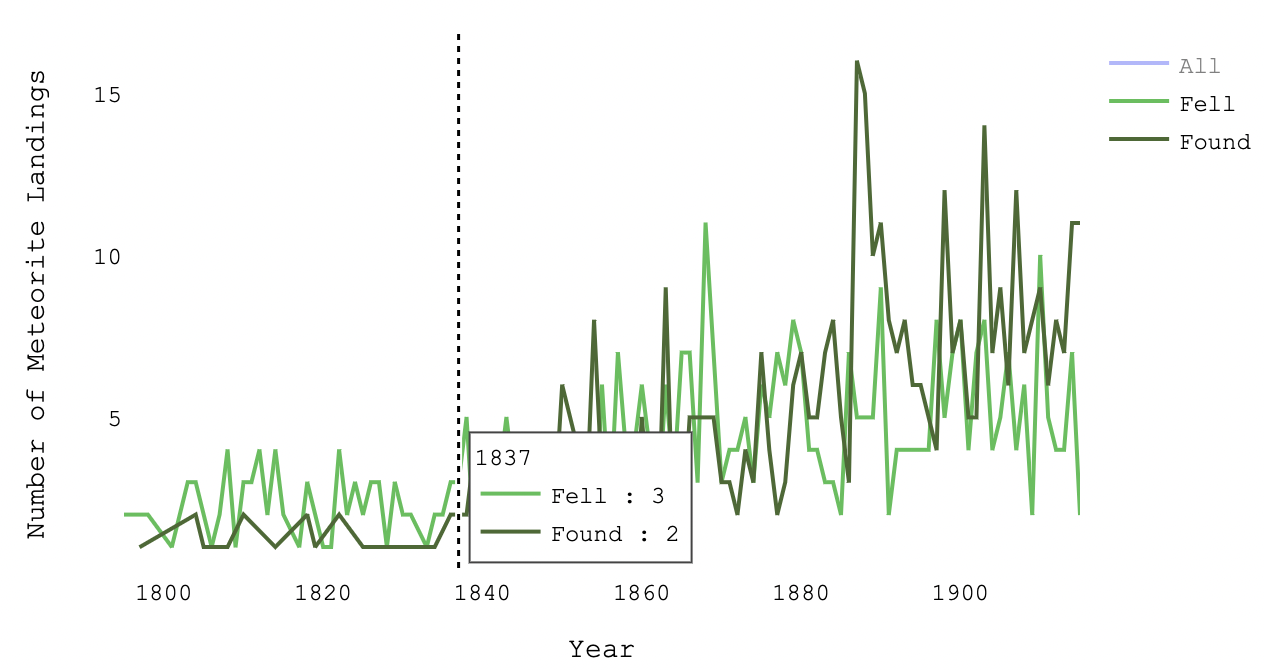 Number of Meteorite Landings
15
10
5
All
Fell
Found
1837
Fell : 3
Found : 2
1800 1820 1840 1860 1880 1900
Year